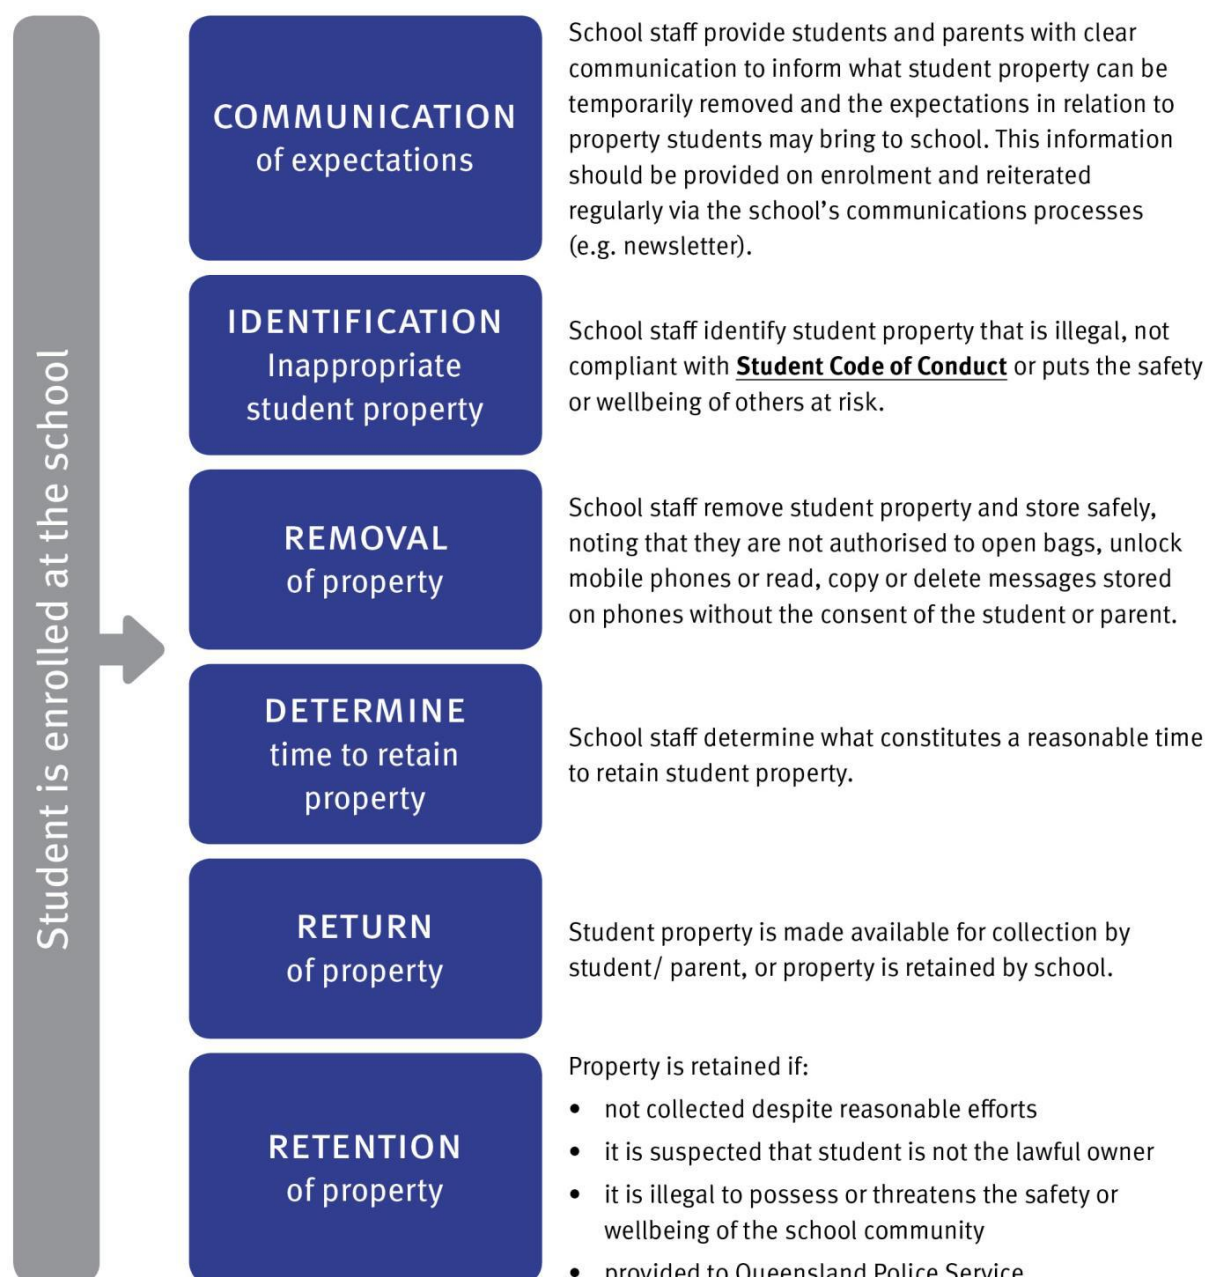 Student is enrolled at the school
COMMUNICATION
of expectations
School staff provide students and parents with clear
communication to inform what student property can be
temporarily removed and the expectations in relation to
property students may bring to school. This information
should be provided on enrolment and reiterated
regularly via the school’s communications processes
(e.g. newsletter).
IDENTIFICATION
Inappropriate
student property
School staff identify student property that is illegal, not
compliant with Student Code of Conduct or puts the safety
or wellbeing of others at risk.
REMOVAL
of property
School staff remove student property and store safely,
noting that they are not authorised to open bags, unlock
mobile phones or read, copy or delete messages stored
on phones without the consent of the student or parent.
DETERMINE
time to retain
property
School staff determine what constitutes a reasonable time
to retain student property.
RETURN
of property
Student property is made available for collection by
student/ parent, or property is retained by school.
RETENTION
of property
Property is retained if:
• not collected despite reasonable efforts
• it is suspected that student is not the lawful owner
• it is illegal to possess or threatens the safety or
wellbeing of the school community
• provided to Queensland Police Service